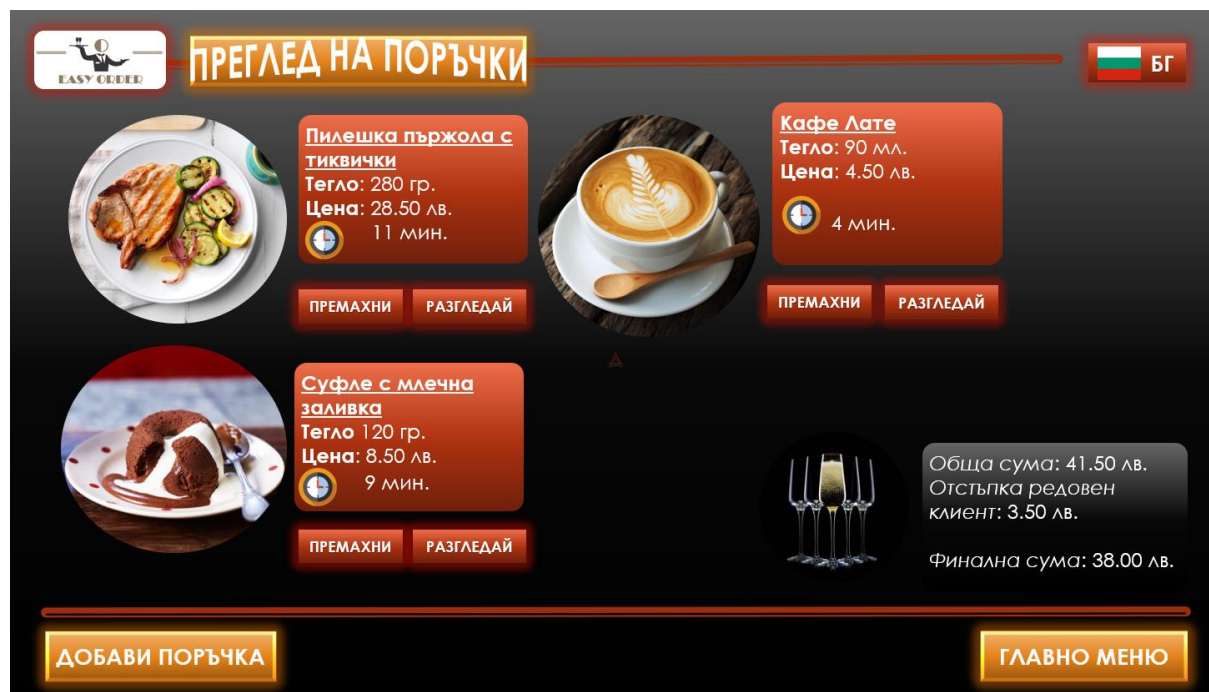 EASY ORDER
ПРЕГЛЕД НА ПОРЪЧКИ
БГ
Пилешка пържола с
тиквички
Тегло: 280 гр.
Цена: 28.50 лв.
11 мин.
ПРЕМАХНИ
РАЗГЛЕДАЙ
Кафе Лате
Тегло: 90 мл.
Цена: 4.50 лв.
4 мин.
ПРЕМАХНИ
РАЗГЛЕДАЙ
Суфле с млечна
заливка
Тегло 120 гр.
Цена: 8.50 лв.
9 мин.
ПРЕМАХНИ
РАЗГЛЕДАЙ
Обща сума: 41.50 лв.
Отстъпка редовен
клиент: 3.50 лв.
Финална сума: 38.00 лв.
ДОБАВИ ПОРЪЧКА
ГЛАВНО МЕНЮ